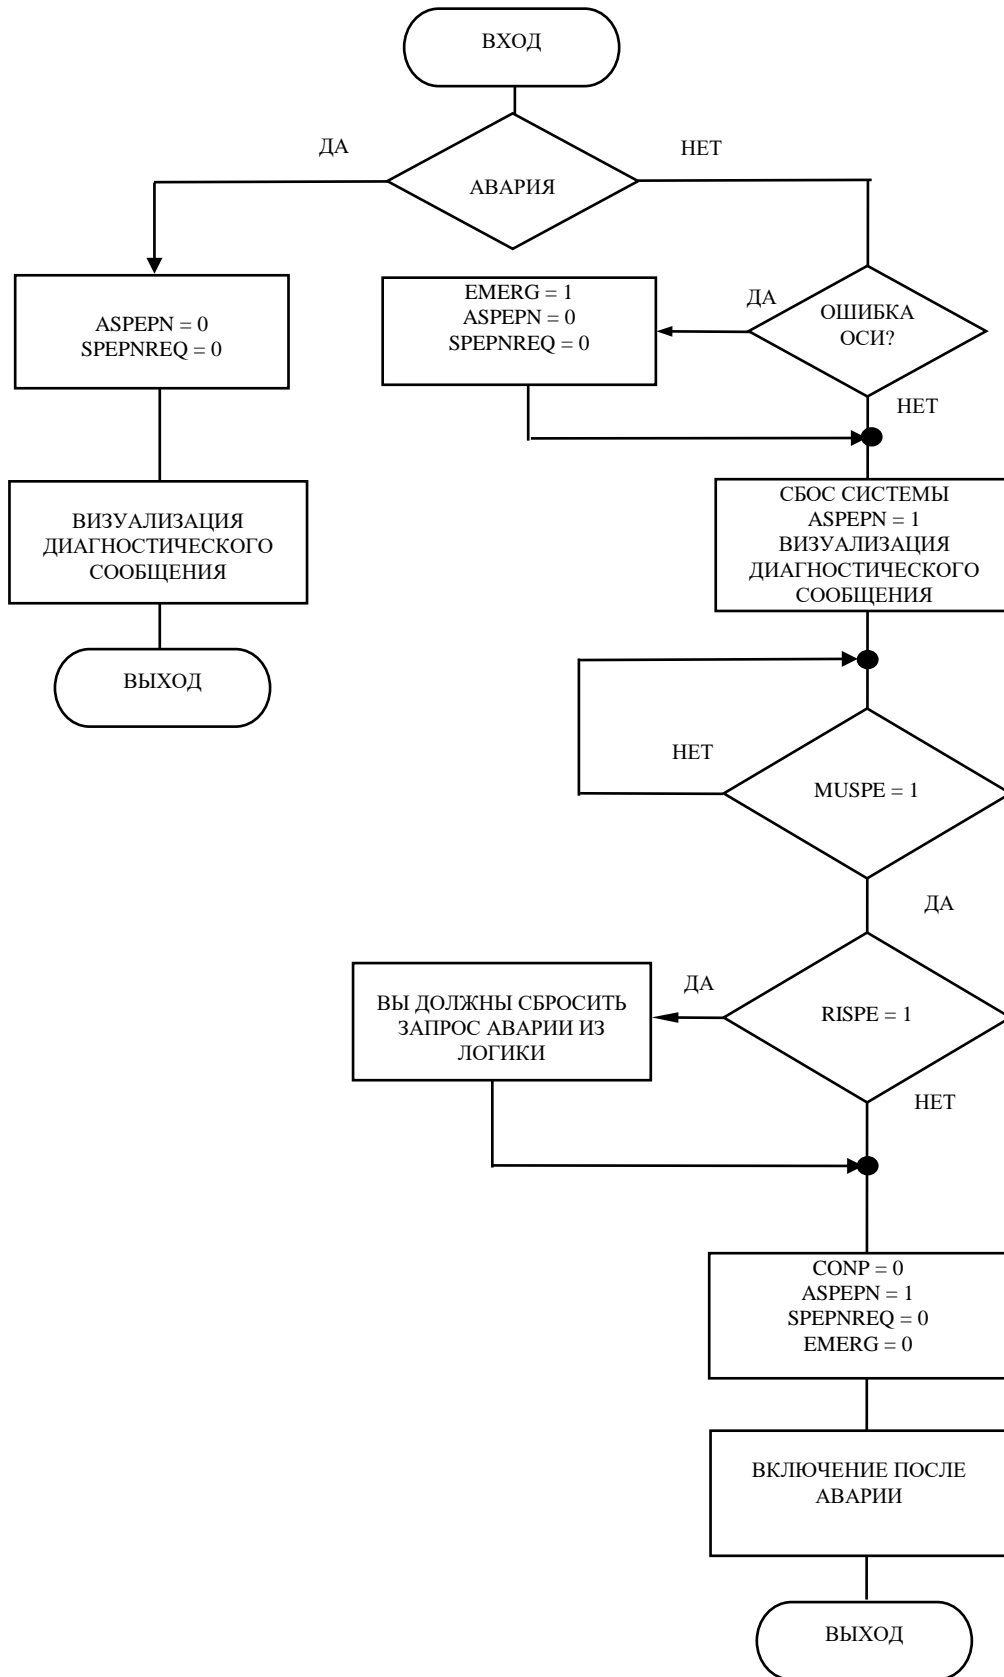 ВХОД
ДА
НЕТ
АВАРИЯ
ASPEPN = 0
SPEPNREQ = 0
EMERG = 1
ASPEPN = 0
SPEPNREQ = 0
ДА
ОШИБКА
ОСИ?
НЕТ
ВИЗУАЛИЗАЦИЯ
ДИАГНОСТИЧЕСКОГО
СООБЩЕНИЯ
СБОС СИСТЕМЫ
ASPEPN = 1
ВИЗУАЛИЗАЦИЯ
ДИАГНОСТИЧЕСКОГО
СООБЩЕНИЯ
ВЫХОД
НЕТ
MUSPE = 1
ДА
ВЫ ДОЛЖНЫ СБРОСИТЬ
ЗАПРОС АВАРИИ ИЗ
ЛОГИКИ
ДА
RISPE = 1
НЕТ
CONP = 0
ASPEPN = 1
SPEPNREQ = 0
EMERG = 0
ВКЛЮЧЕНИЕ ПОСЛЕ
АВАРИИ
ВЫХОД